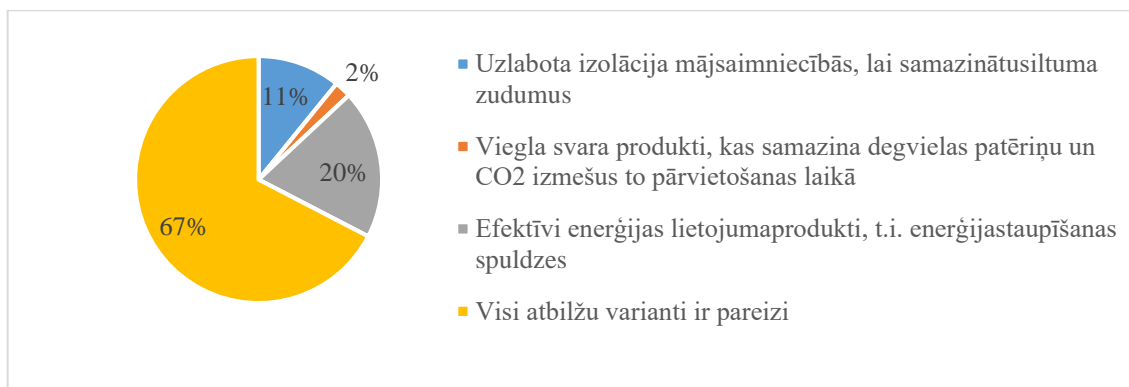 2%
11%
20%
67%
Uzlabota izolācija mājsaimniecībās, lai samazinātusiltuma
zudumus
Viegla svara produkti, kas samazina degvielas patēriņu un
CO2 izmešus to pārvietošanas laikā
Efektīvi enerģijas lietojumaprodukti, t.i. enerģijastaupīšanas
spuldzes
Visi atbilžu varianti ir pareizi